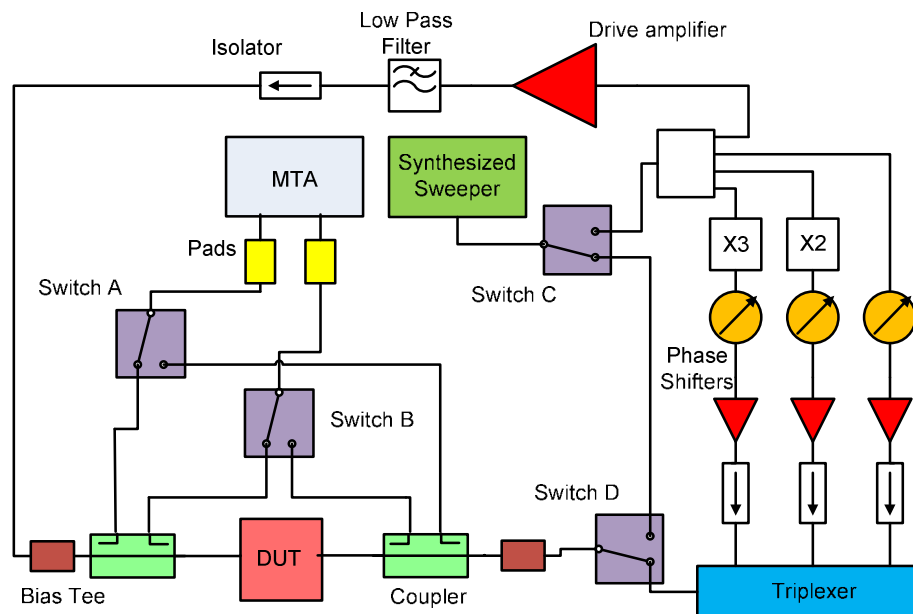 Low Pass
Filter
Drive amplifier
Isolator
MTA
Synthesized
Sweeper
Pads
X3
X2
Switch A
Switch C
Phase
Shifters
Switch B
Switch D
DUT
Bias Tee
Coupler
Triplexer